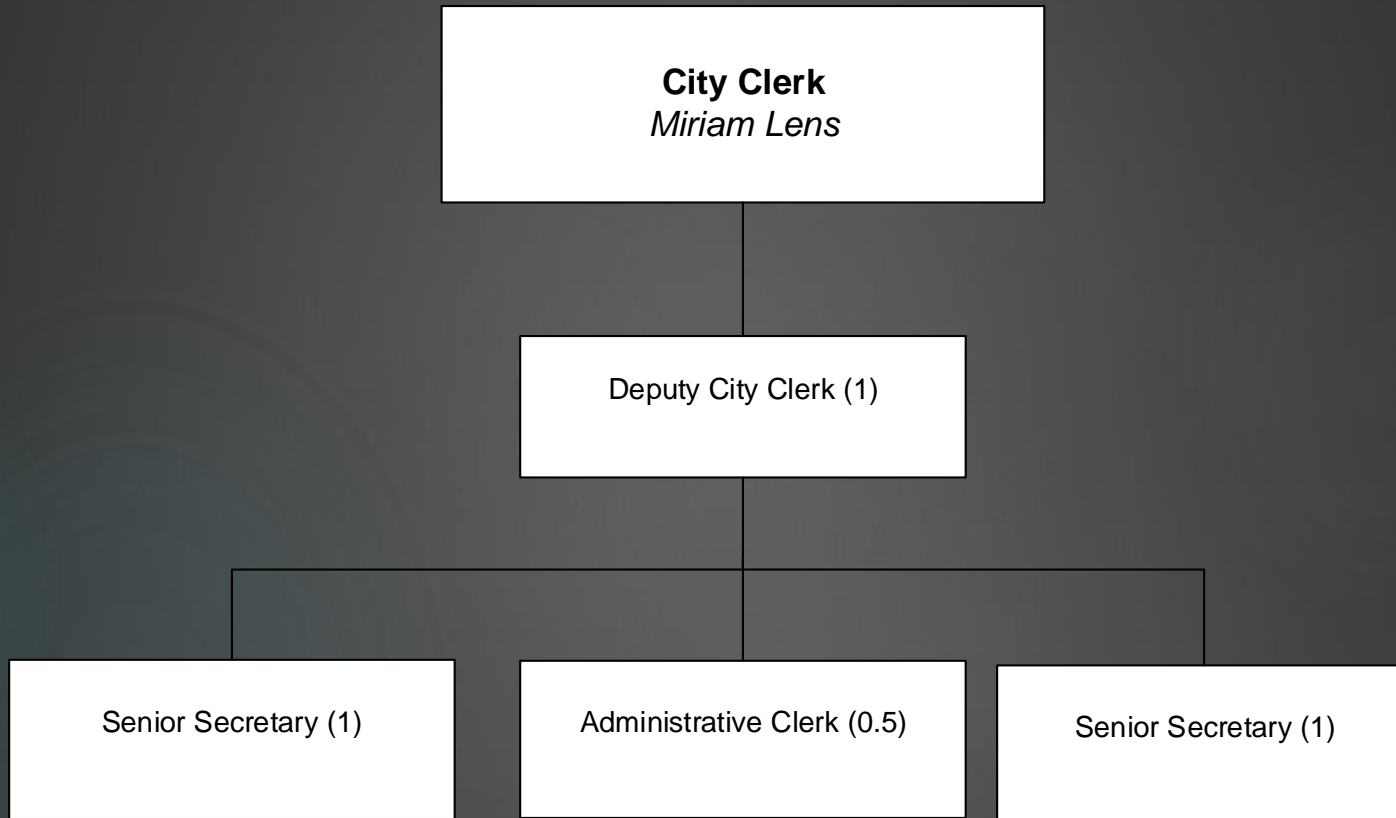 City Clerk
Miriam Lens
Deputy City Clerk (1)
Senior Secretary (1)
Administrative Clerk (0.5)
Senior Secretary (1)